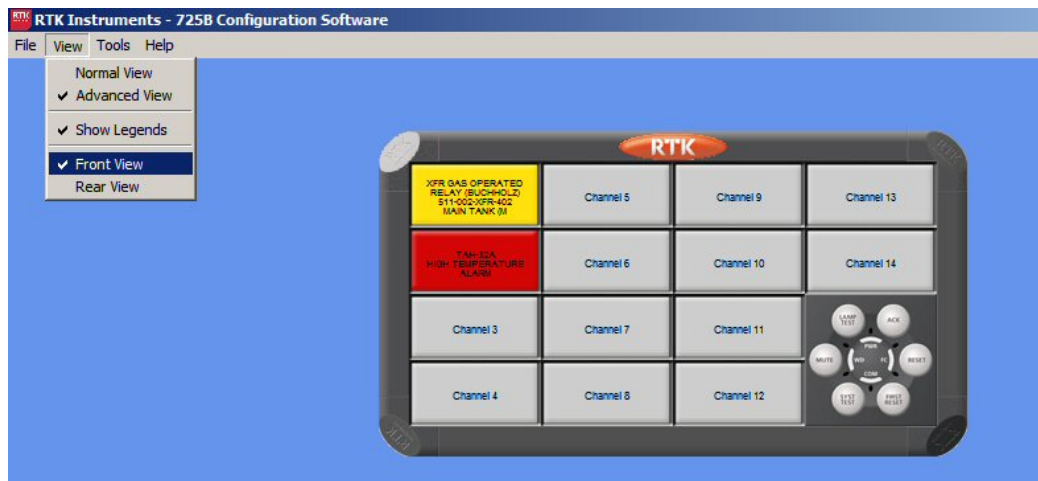 RTK Instruments - 725B Configuration Software
File View Tools Help
Normal View
Advanced View
Show Legends
Front View
Rear View
RTK
XFR GAS OPERATED
RELAY (BUCHHOLZ)
511-002-XFR-402
MAIN TANK (M
Channel 5
Channel 9
Channel 13
TAH-32A
HIGH TEMPERATURE
ALARM
Channel 6
Channel 10
Channel 14
Channel 3
Channel 7
Channel 11
Channel 4
Channel 8
Channel 12
LAMP
TEST
ACK
MUTE
PWR
WD
FC
COM
RESET
SYST
TEST
FIRST
RESET
RTK
RTK